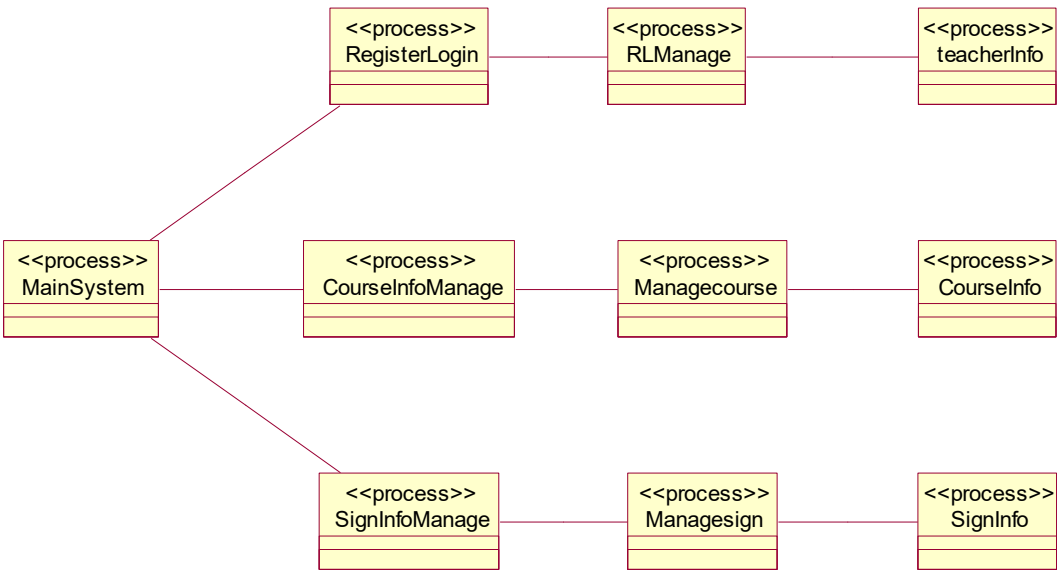 <<process>>
RegisterLogin
<<process>>
RLManage
<<process>>
teacherInfo
<<process>>
MainSystem
<<process>>
CourseInfoManage
<<process>>
Managecourse
<<process>>
CourseInfo
<<process>>
SignInfoManage
<<process>>
Managesign
<<process>>
SignInfo